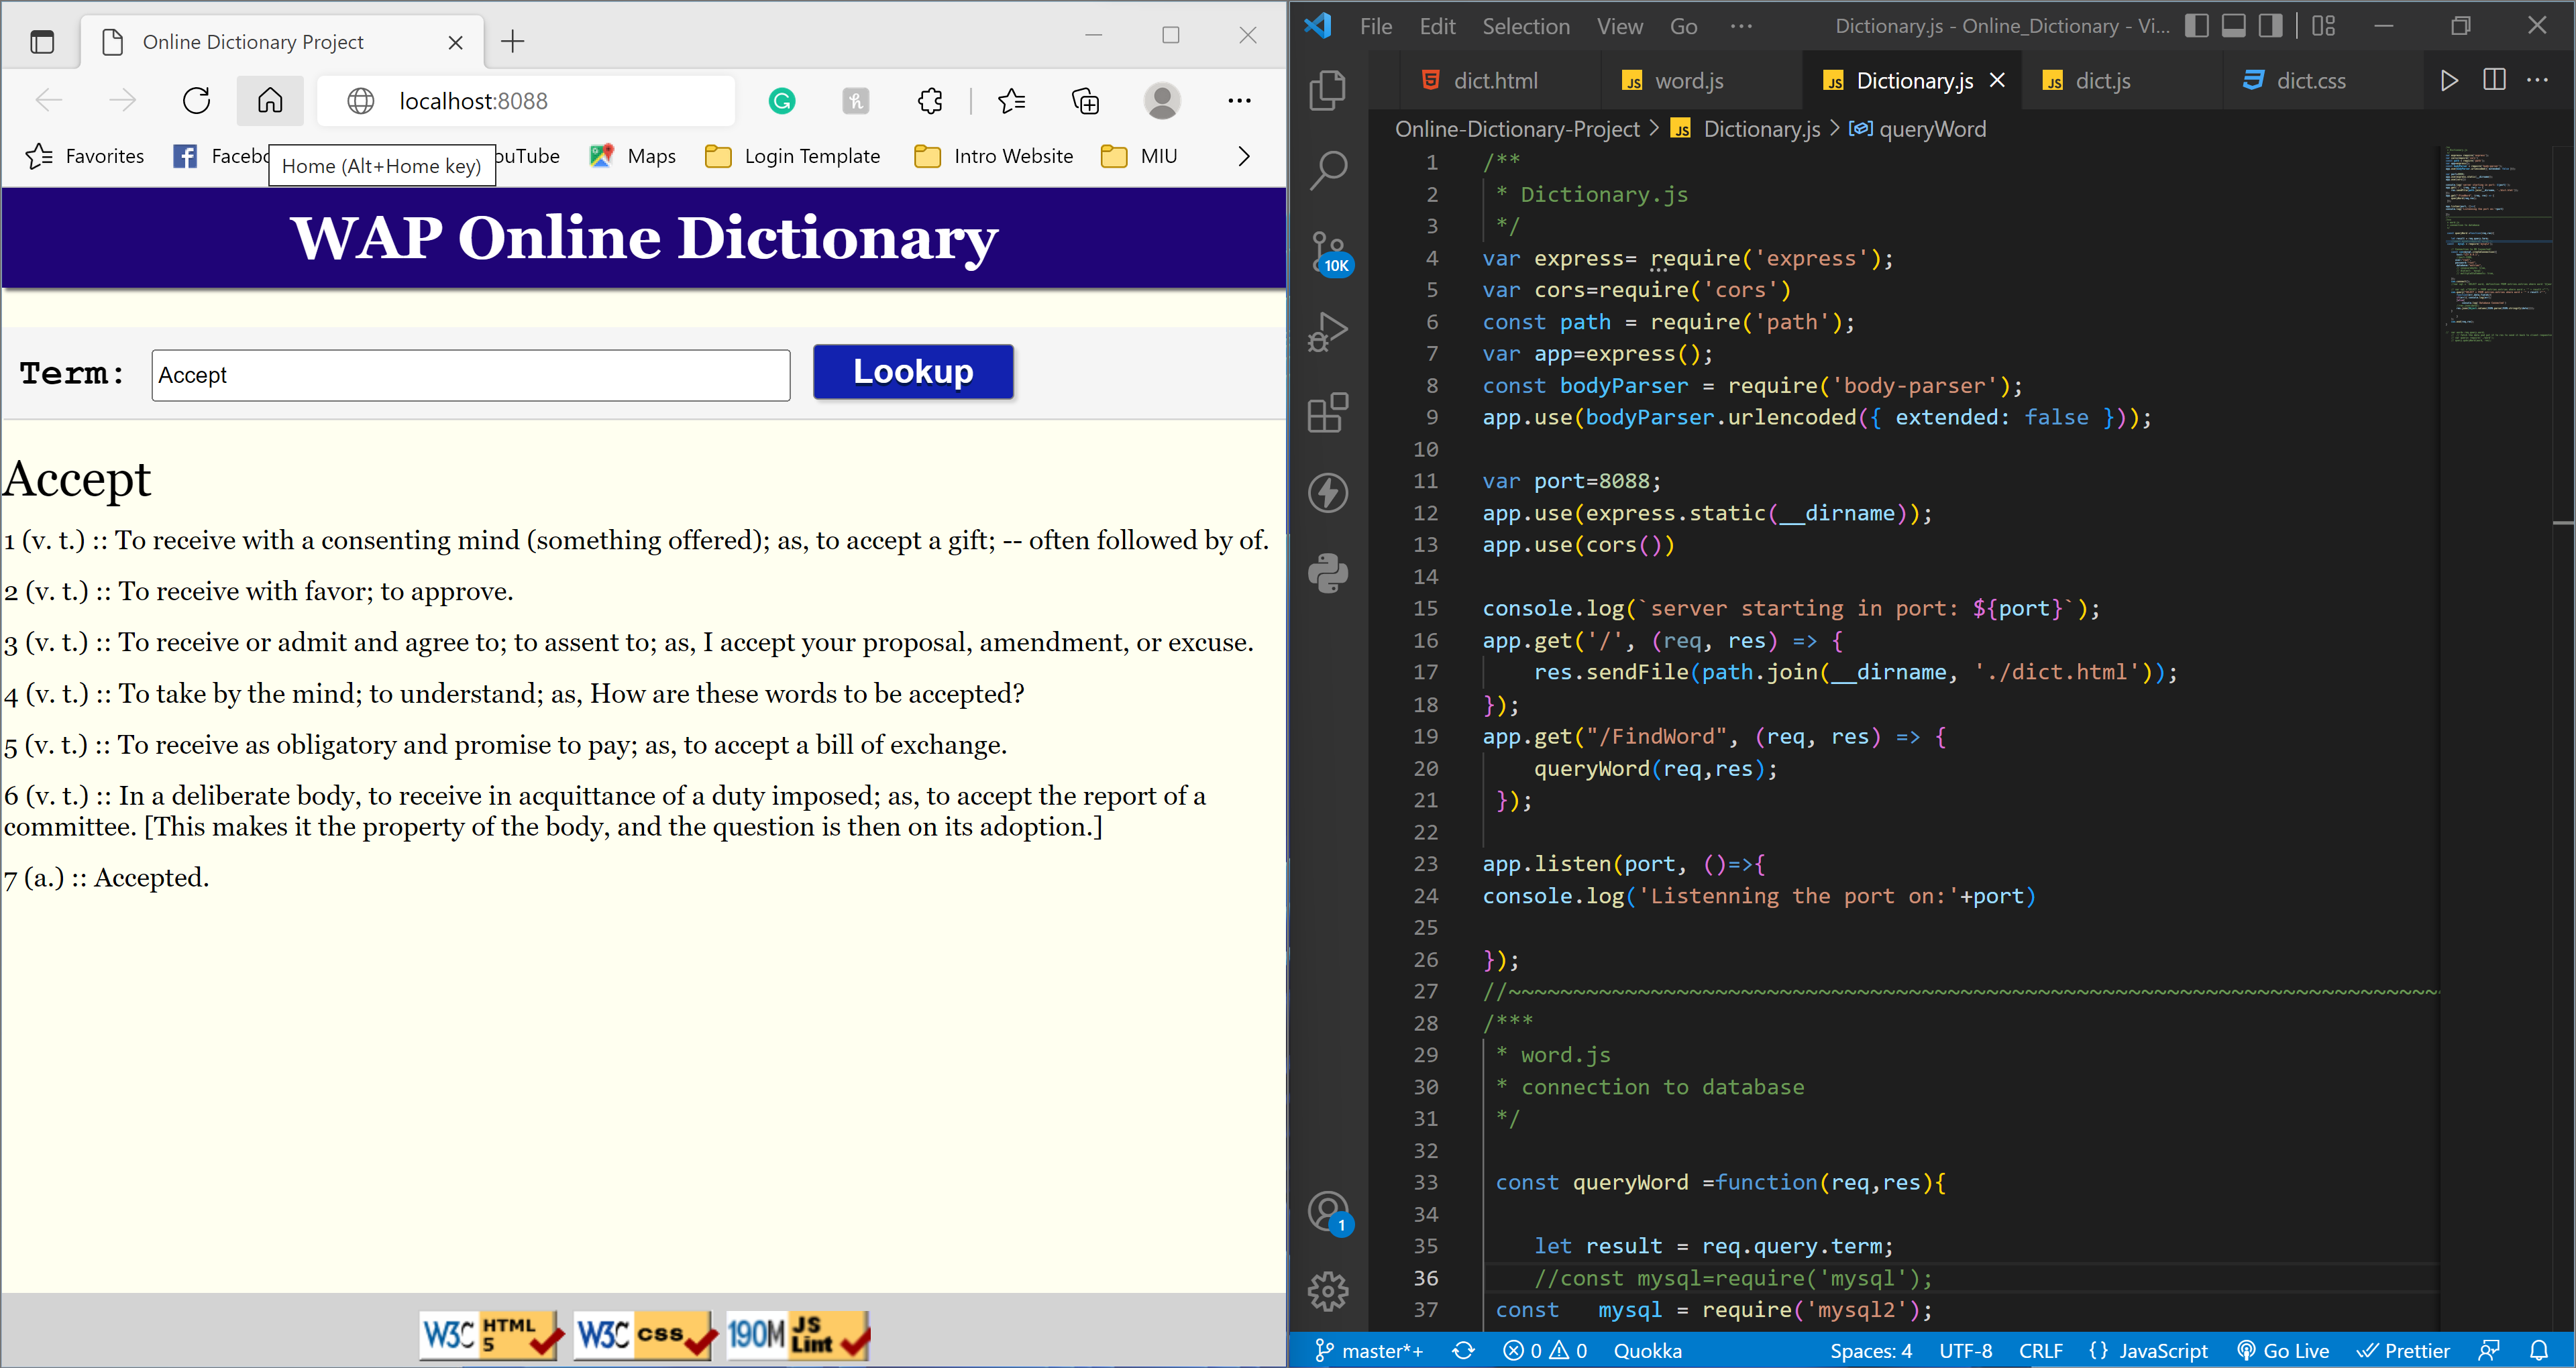 Online Dictionary Project
localhost:8088
Favorites
Facebo
ouTube
Maps
Login Template
Intro Website
MIU
Home (Alt+Home key)
WAP Online Dictionary
Term:
Accept
Lookup
Accept
1 (v. t.) :: To receive with a consenting mind (something offered); as, to accept a gift; -- often followed by of.
2 (v. t.) :: To receive with favor; to approve.
3 (v. t.) :: To receive or admit and agree to; to assent to; as, I accept your proposal, amendment, or excuse.
4 (v. t.) :: To take by the mind; to understand; as, How are these words to be accepted?
5 (v. t.) :: To receive as obligatory and promise to pay; as, to accept a bill of exchange.
6 (v. t.) :: In a deliberate body, to receive in acquittance of a duty imposed; as, to accept the report of a
committee. [This makes it the property of the body, and the question is then on its adoption.]
7 (a.) :: Accepted.
W3C HTML 5
W3C CSS
190M JS Lint
File Edit Selection View Go ··· Dictionary.js - Online_Dictionary - Vi...
dict.html
word.js
Dictionary.js
dict.js
dict.css
Online-Dictionary-Project > JS Dictionary.js > queryWord
10K
1
1 /**
2 * Dictionary.js
3 */
4 var express= require('express');
5 var cors=require('cors')
6 const path = require('path');
7 var app=express();
8 const bodyParser = require('body-parser');
9 app.use(bodyParser.urlencoded({ extended: false }));
10
11 var port=8088;
12 app.use(express.static(__dirname));
13 app.use(cors())
14
15 console.log(`server starting in port: ${port}`);
16 app.get('/', (req, res) => {
17 res.sendFile(path.join(__dirname, './dict.html'));
18 });
19 app.get("/FindWord", (req, res) => {
20 queryWord(req,res);
21 });
22
23 app.listen(port, ()=>{
24 console.log('Listenning the port on:'+port)
25
26 });
27 //~~~~~~~~~~~~~~~~~~~~~~~~~~~~~~~~~~~~~~~~~~~~~~~~~~~~~~~~~~~~~~~~~~~~~~~~
28 /***
29 * word.js
30 * connection to database
31 */
32
33 const queryWord =function(req,res){
34
35 let result = req.query.term;
36 //const mysql=require('mysql');
37 const mysql = require('mysql2');
master*+ 0 0 Quokka Spaces: 4 UTF-8 CRLF {} JavaScript Go Live Prettier